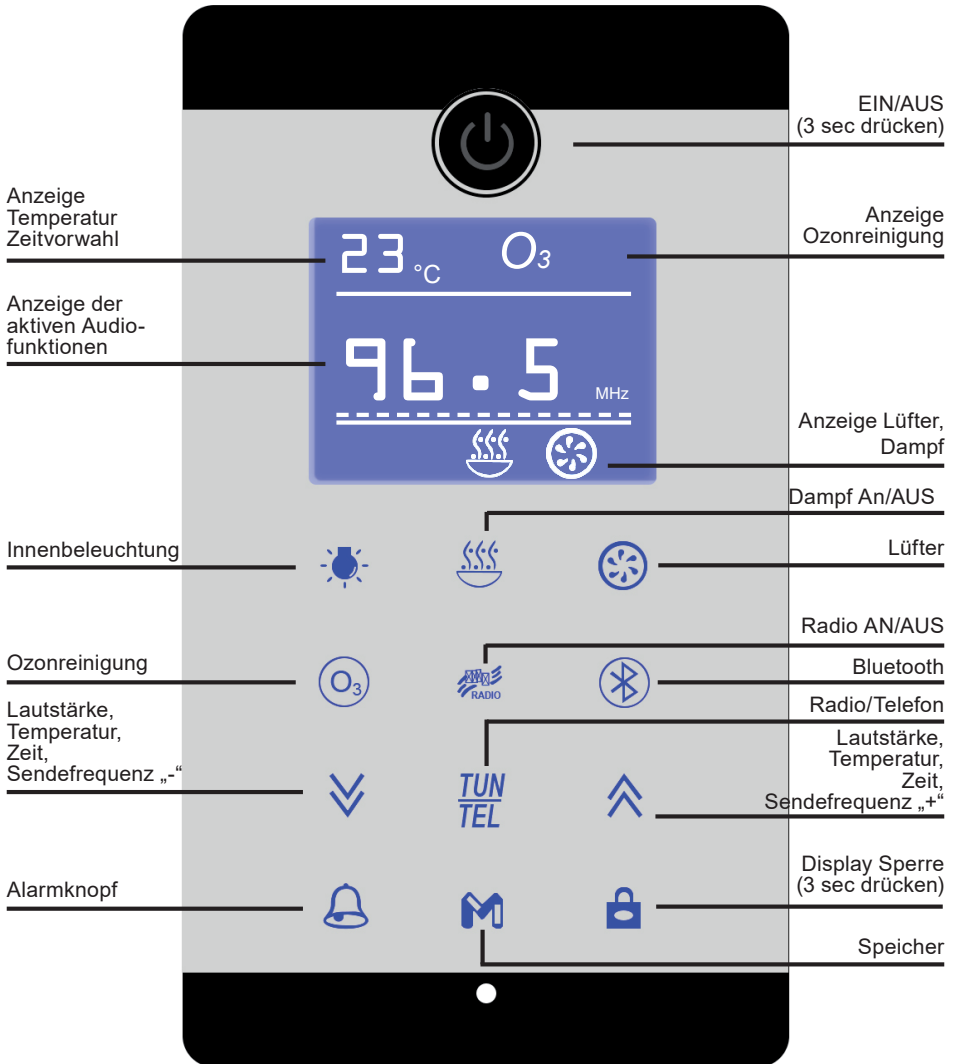 EIN/AUS
(3 sec drücken)
Anzeige
Temperatur
Zeitvorwahl
Anzeige
Ozonreinigung
23 °C O3
Anzeige der
aktiven Audio-
funktionen
96.5 MHz
Anzeige Lüfter,
Dampf
Dampf An/AUS
Innenbeleuchtung
Lüfter
Radio AN/AUS
Ozonreinigung
O3
RADIO
Bluetooth
Radio/Telefon
Lautstärke,
Temperatur,
Zeit,
Sendefrequenz „-“
TUN
TEL
Lautstärke,
Temperatur,
Zeit,
Sendefrequenz „+“
Display Sperre
(3 sec drücken)
Alarmknopf
M
Speicher